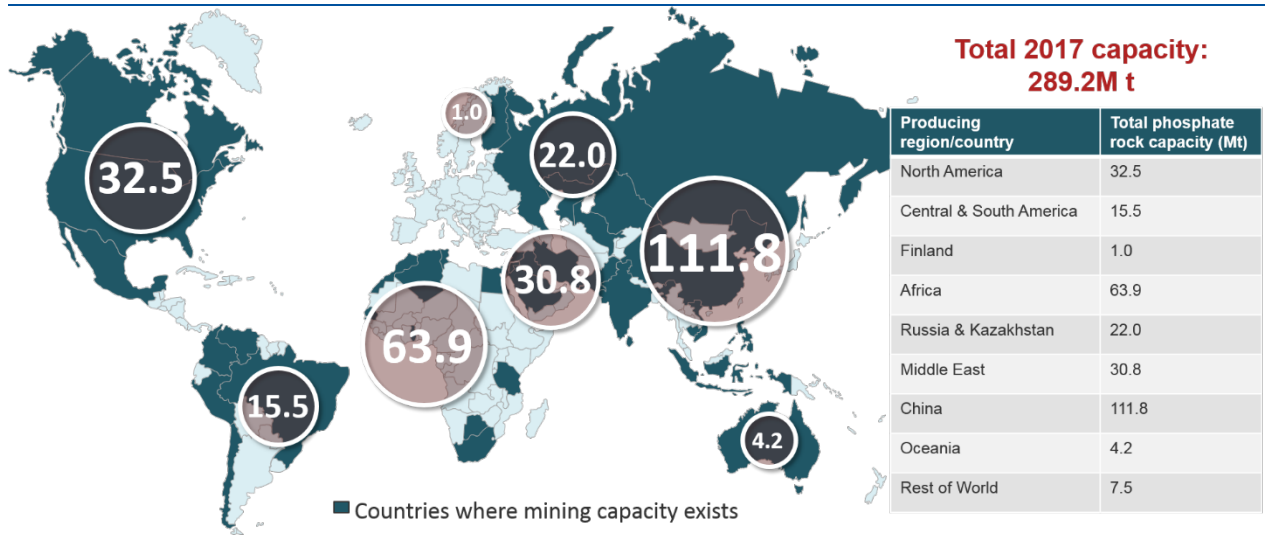 Total 2017 capacity:
289.2M t
1.0
22.0
32.5
111.8
30.8
63.9
15.5
4.2
Countries where mining capacity exists
Producing region/country Total phosphate rock capacity (Mt)
North America 32.5
Central & South America 15.5
Finland 1.0
Africa 63.9
Russia & Kazakhstan 22.0
Middle East 30.8
China 111.8
Oceania 4.2
Rest of World 7.5